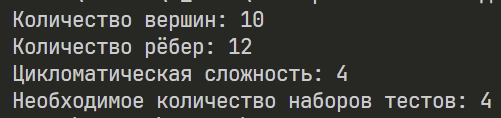 Количество вершин: 10
Количество рёбер: 12
Цикломатическая сложность: 4
Необходимое количество наборов тестов: 4